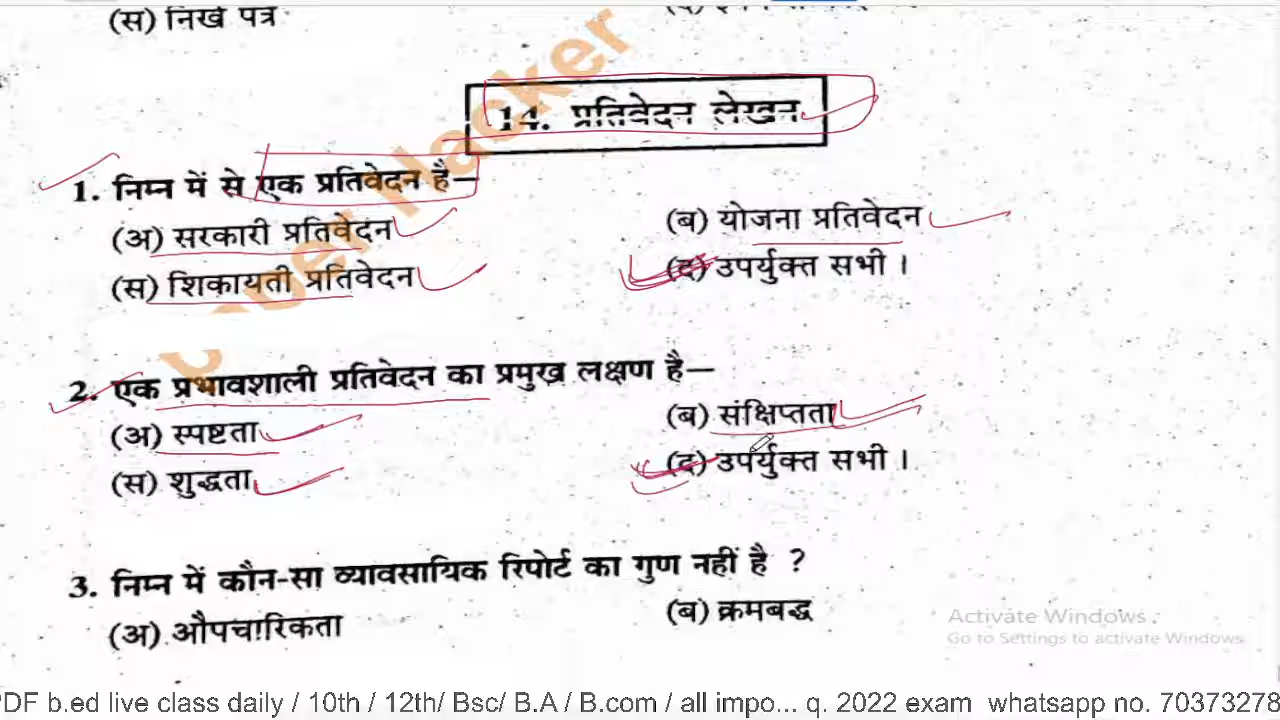 (स) निर्ख पत्र
14. प्रतिवेदन लेखन
1. निम्न में से एक प्रतिवेदन है—
(अ) सरकारी प्रतिवेदन
(ब) योजना प्रतिवेदन
(स) शिकायती प्रतिवेदन
(द) उपर्युक्त सभी ।
2. एक प्रभावशाली प्रतिवेदन का प्रमुख लक्षण है—
(अ) स्पष्टता
(ब) संक्षिप्तता
(स) शुद्धता
(द) उपर्युक्त सभी ।
3. निम्न में कौन-सा व्यावसायिक रिपोर्ट का गुण नहीं है ?
(अ) औपचारिकता
(ब) क्रमबद्ध
Hacker
Activate Windows
Go to Settings to activate Windows
PDF b.ed live class daily / 10th / 12th/ Bsc/ B.A / B.com / all impo... q. 2022 exam whatsapp no. 70373278